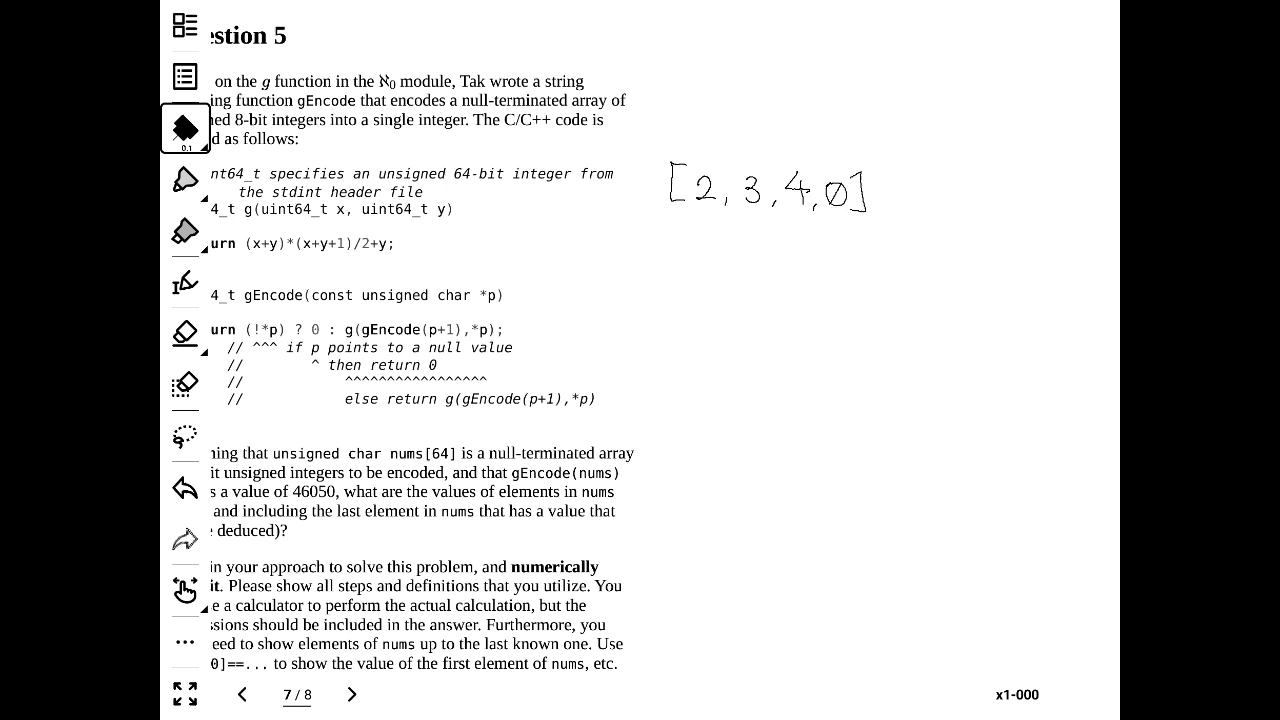 estion 5
on the g function in the ℵ0 module, Tak wrote a string
ing function gEncode that encodes a null-terminated array of
ned 8-bit integers into a single integer. The C/C++ code is
d as follows:
nt64_t specifies an unsigned 64-bit integer from
the stdint header file
4_t g(uint64_t x, uint64_t y)
[2, 3, 4, 0]
urn (x+y)*(x+y+1)/2+y;
4_t gEncode(const unsigned char *p)
urn (!*p) ? 0 : g(gEncode(p+1),*p);
// ^^^ if p points to a null value
// ^ then return 0
// ^^^^^^^^^^^^^^^^^
// else return g(gEncode(p+1),*p)
ning that unsigned char nums[64] is a null-terminated array
it unsigned integers to be encoded, and that gEncode(nums)
s a value of 46050, what are the values of elements in nums
and including the last element in nums that has a value that
deduced)?
in your approach to solve this problem, and numerically
it. Please show all steps and definitions that you utilize. You
e a calculator to perform the actual calculation, but the
ssions should be included in the answer. Furthermore, you
eed to show elements of nums up to the last known one. Use
0]==... to show the value of the first element of nums, etc.
0.1
7 / 8
x1-000